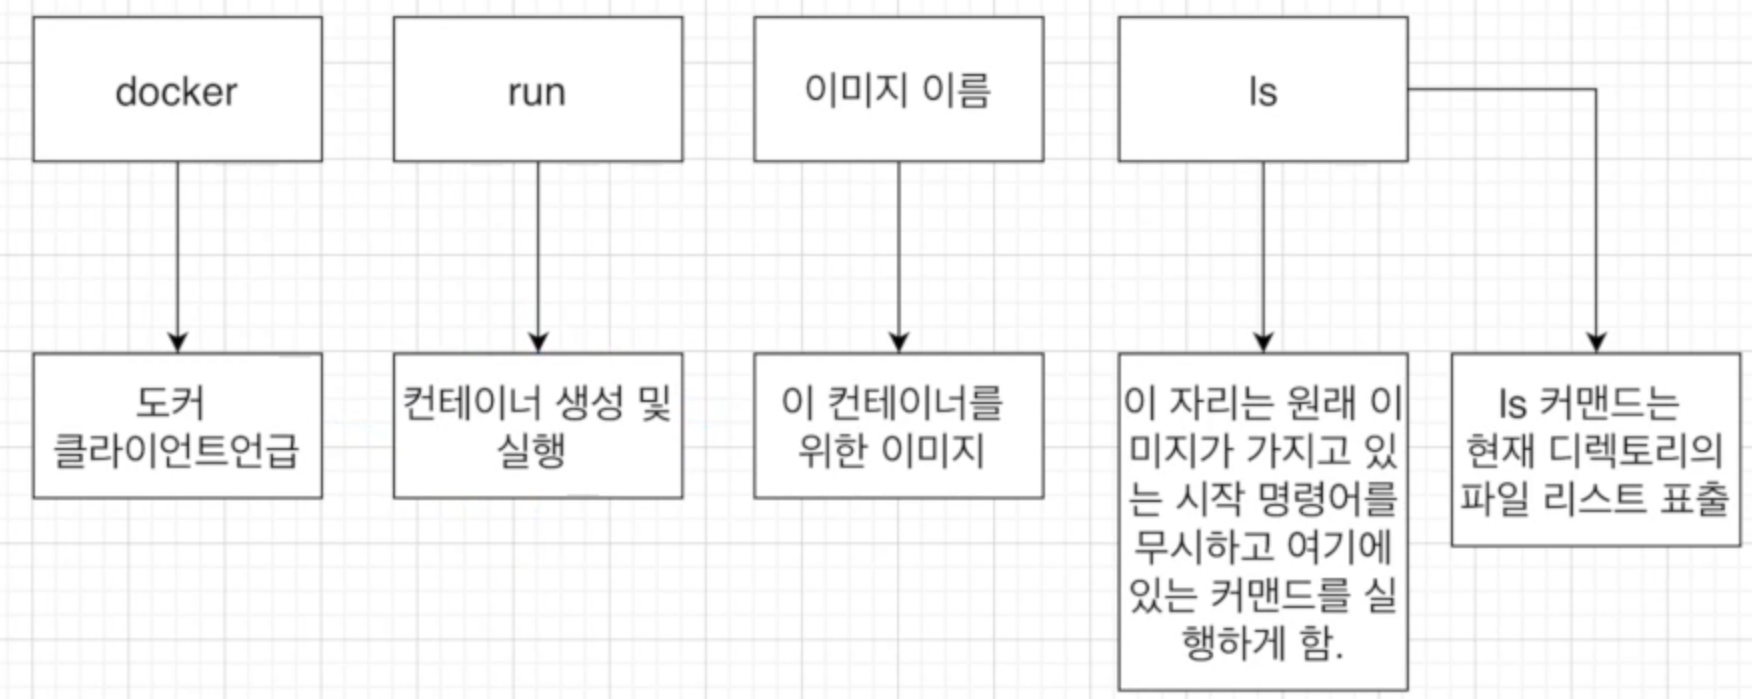 docker
run
이미지 이름
ls
도커
클라이언트언급
컨테이너 생성 및
실행
이 컨테이너를
위한 이미지
이 자리는 원래 이
미지가 가지고 있
는 시작 명령어를
무시하고 여기에
있는 커맨드를 실
행하게 함.
ls 커맨드는
현재 디렉토리의
파일 리스트 표출